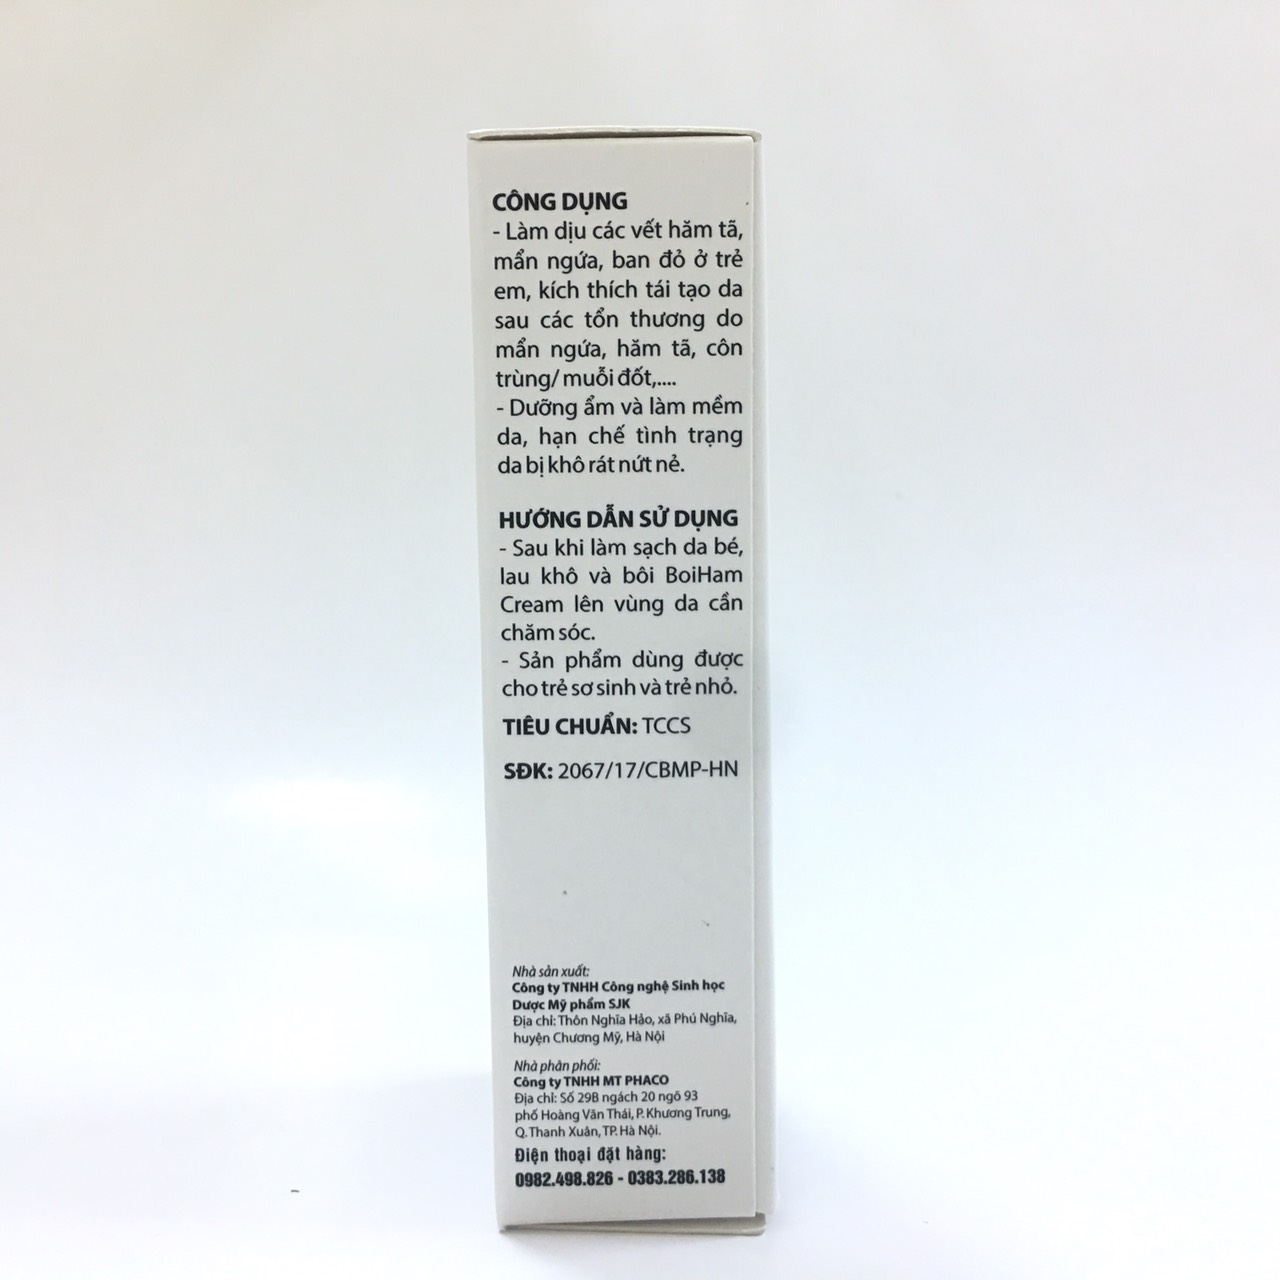 CÔNG DỤNG
- Làm dịu các vết hăm tã,
mẩn ngứa, ban đỏ ở trẻ
em, kích thích tái tạo da
sau các tổn thương do
mẩn ngứa, hăm tã, côn
trùng/ muỗi đốt,....
- Dưỡng ẩm và làm mềm
da, hạn chế tình trạng
da bị khô rát nứt nẻ.
HƯỚNG DẪN SỬ DỤNG
- Sau khi làm sạch da bé,
lau khô và bôi BoiHam
Cream lên vùng da cần
chăm sóc.
- Sản phẩm dùng được
cho trẻ sơ sinh và trẻ nhỏ.
TIÊU CHUẨN: TCCS
SĐK: 2067/17/CBMP-HN
Nhà sản xuất:
Công ty TNHH Công nghệ Sinh học
Dược Mỹ phẩm SJK
Địa chỉ: Thôn Nghĩa Hảo, xã Phú Nghĩa,
huyện Chương Mỹ, Hà Nội
Nhà phân phối:
Công ty TNHH MT PHACO
Địa chỉ: Số 29B ngách 20 ngõ 93
phố Hoàng Văn Thái, P. Khương Trung,
Q. Thanh Xuân, TP. Hà Nội.
Điện thoại đặt hàng:
0982.498.826 - 0383.286.138